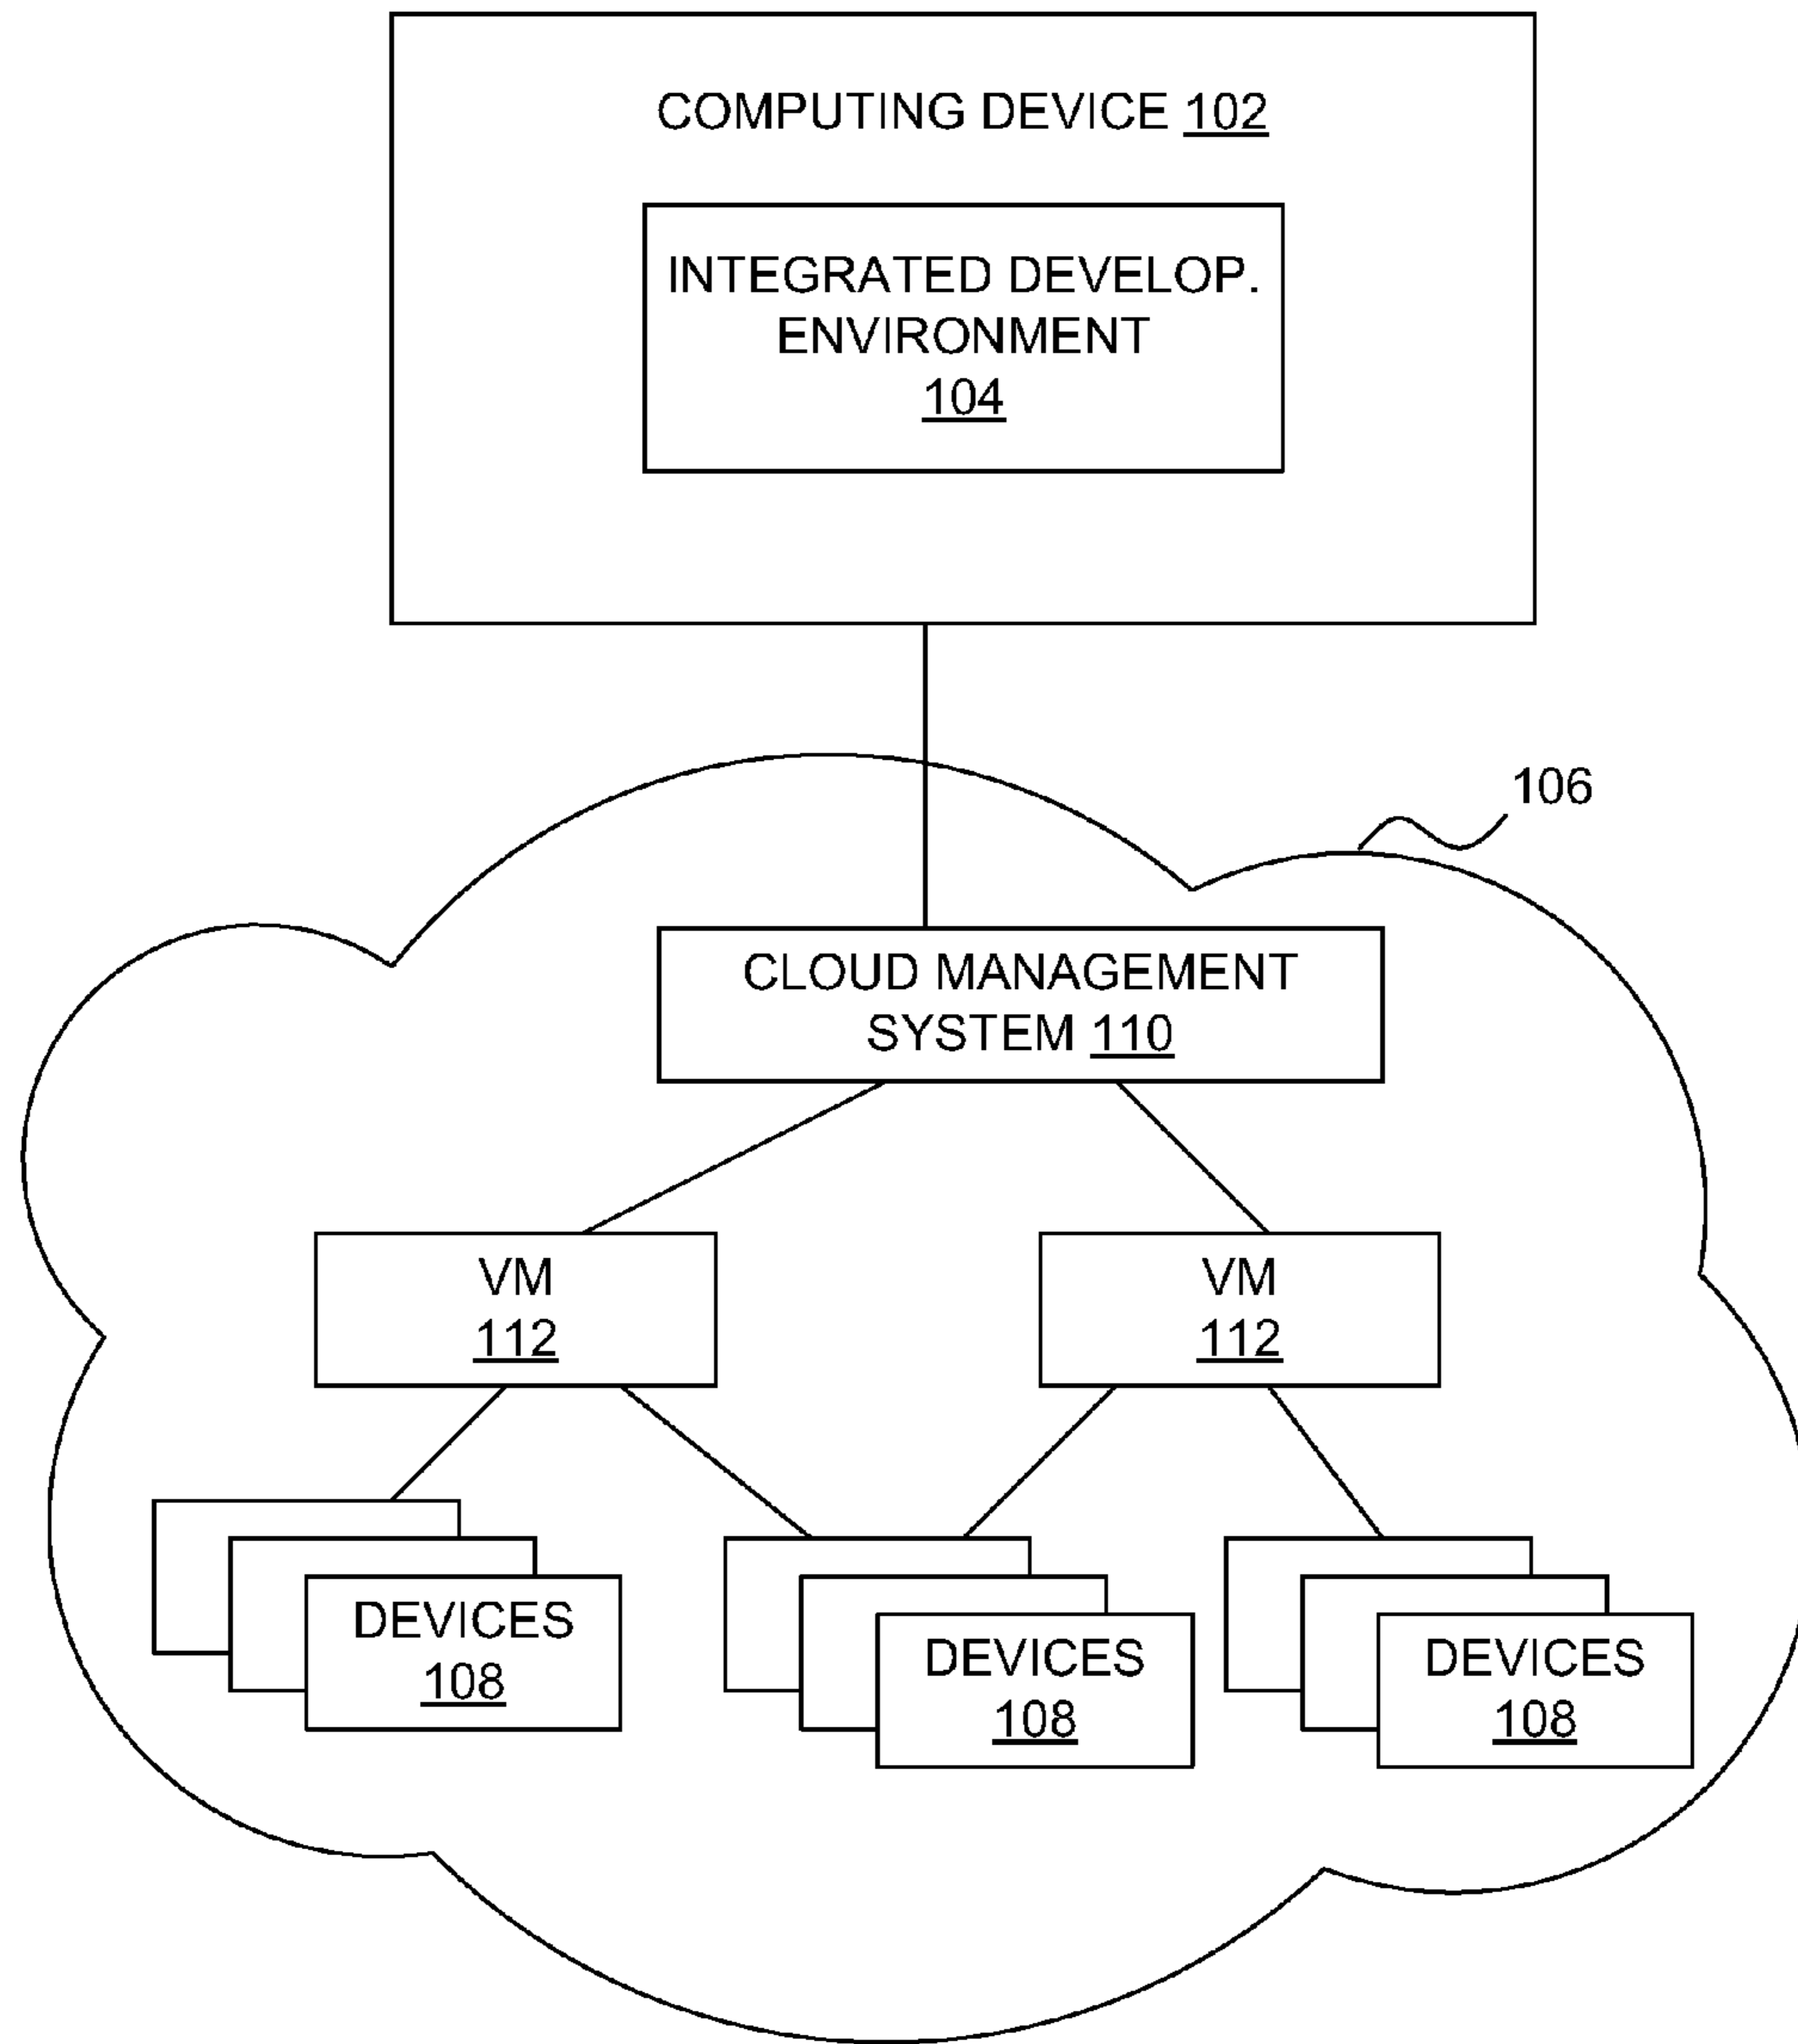 COMPUTING DEVICE 102
INTEGRATED DEVELOP.
ENVIRONMENT
104
106
CLOUD MANAGEMENT
SYSTEM 110
VM
112
VM
112
DEVICES
108
DEVICES
108
DEVICES
108